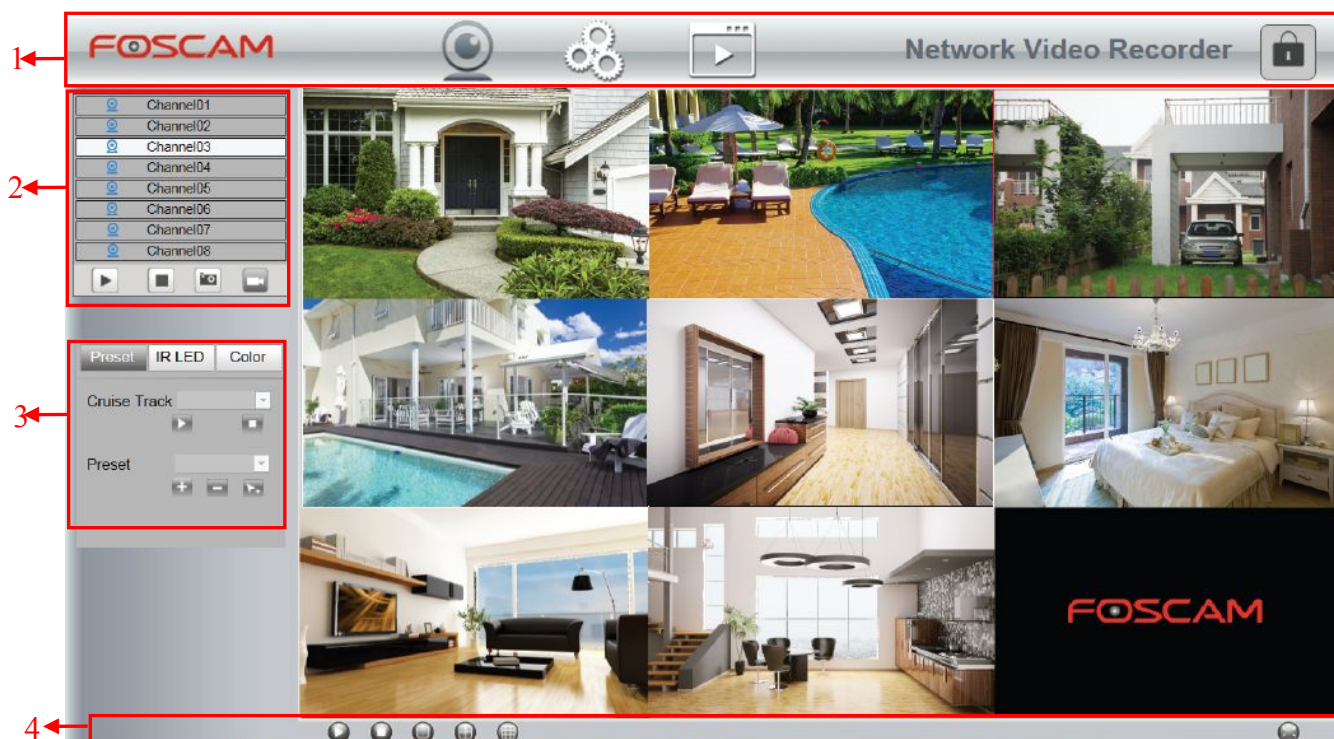 1
FOSCAM
Network Video Recorder
2
Channel01
Channel02
Channel03
Channel04
Channel05
Channel06
Channel07
Channel08
3
Preset IR LED Color
Cruise Track
Preset
FOSCAM
4